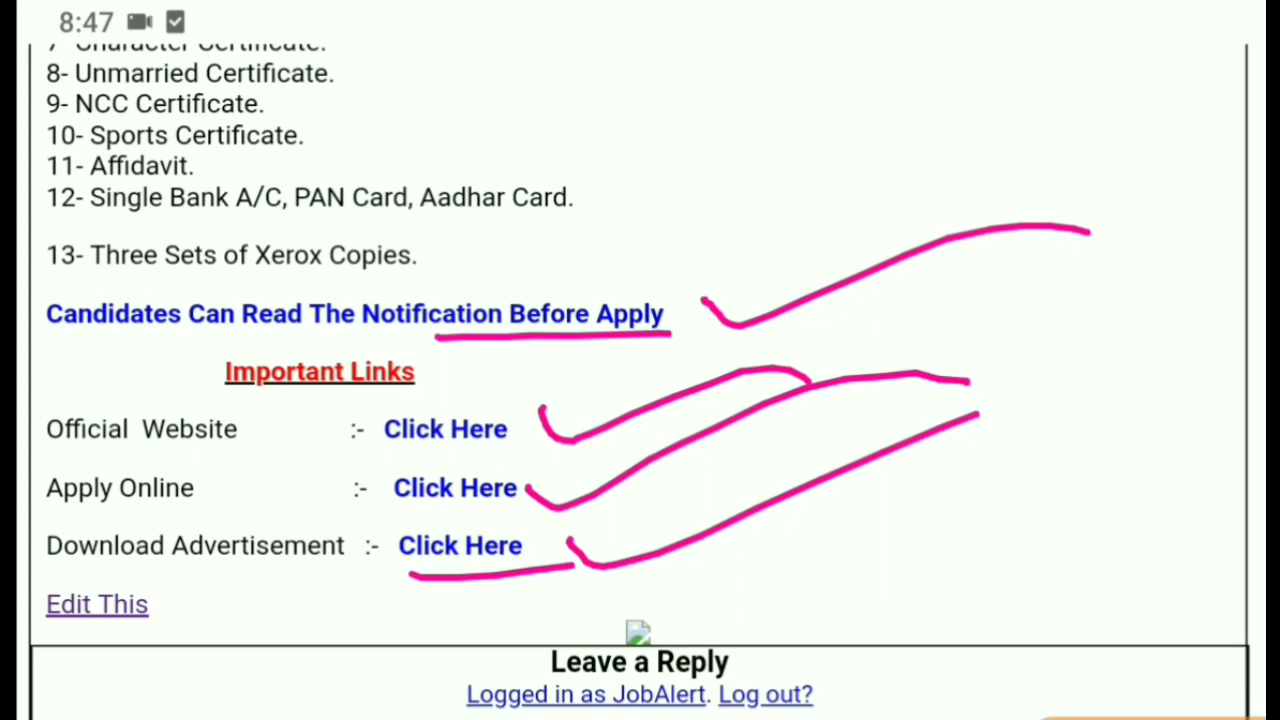 8:47
7- Character Certificate.
8- Unmarried Certificate.
9- NCC Certificate.
10- Sports Certificate.
11- Affidavit.
12- Single Bank A/C, PAN Card, Aadhar Card.
13- Three Sets of Xerox Copies.
Candidates Can Read The Notification Before Apply
Important Links
Official Website :- Click Here
Apply Online :- Click Here
Download Advertisement :- Click Here
Edit This
Leave a Reply
Logged in as JobAlert. Log out?